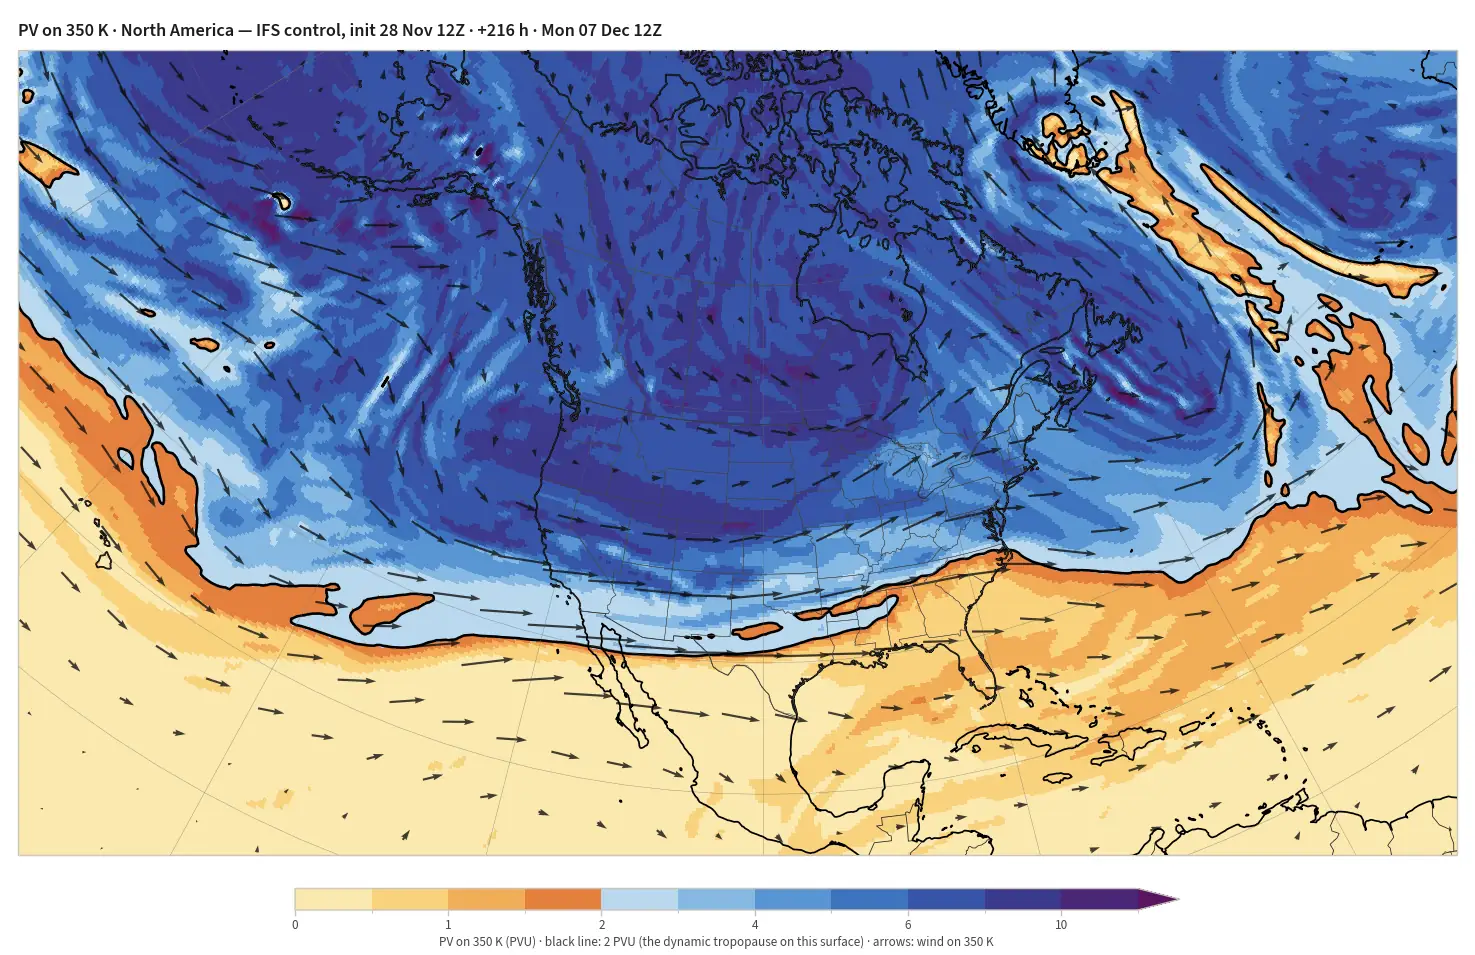 PV on 350 K · North America — IFS control, init 28 Nov 12Z · +216 h · Mon 07 Dec 12Z
0 1 2 4 6 10
PV on 350 K (PVU) · black line: 2 PVU (the dynamic tropopause on this surface) · arrows: wind on 350 K